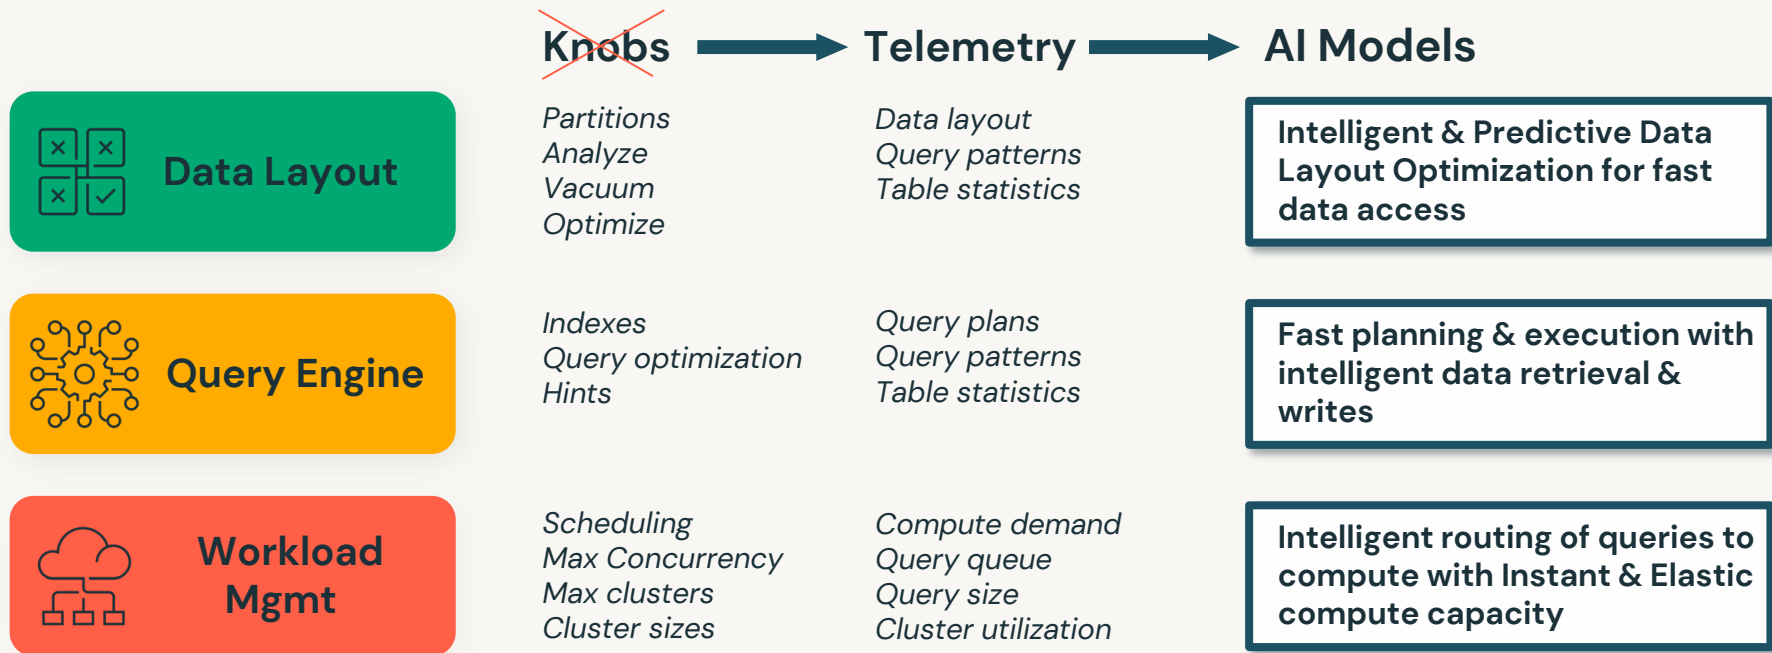 Knobs
Telemetry
AI Models
Data Layout
Partitions
Analyze
Vacuum
Optimize
Data layout
Query patterns
Table statistics
Intelligent & Predictive Data
Layout Optimization for fast
data access
Query Engine
Indexes
Query optimization
Hints
Query plans
Query patterns
Table statistics
Fast planning & execution with
intelligent data retrieval &
writes
Workload
Mgmt
Scheduling
Max Concurrency
Max clusters
Cluster sizes
Compute demand
Query queue
Query size
Cluster utilization
Intelligent routing of queries to
compute with Instant & Elastic
compute capacity